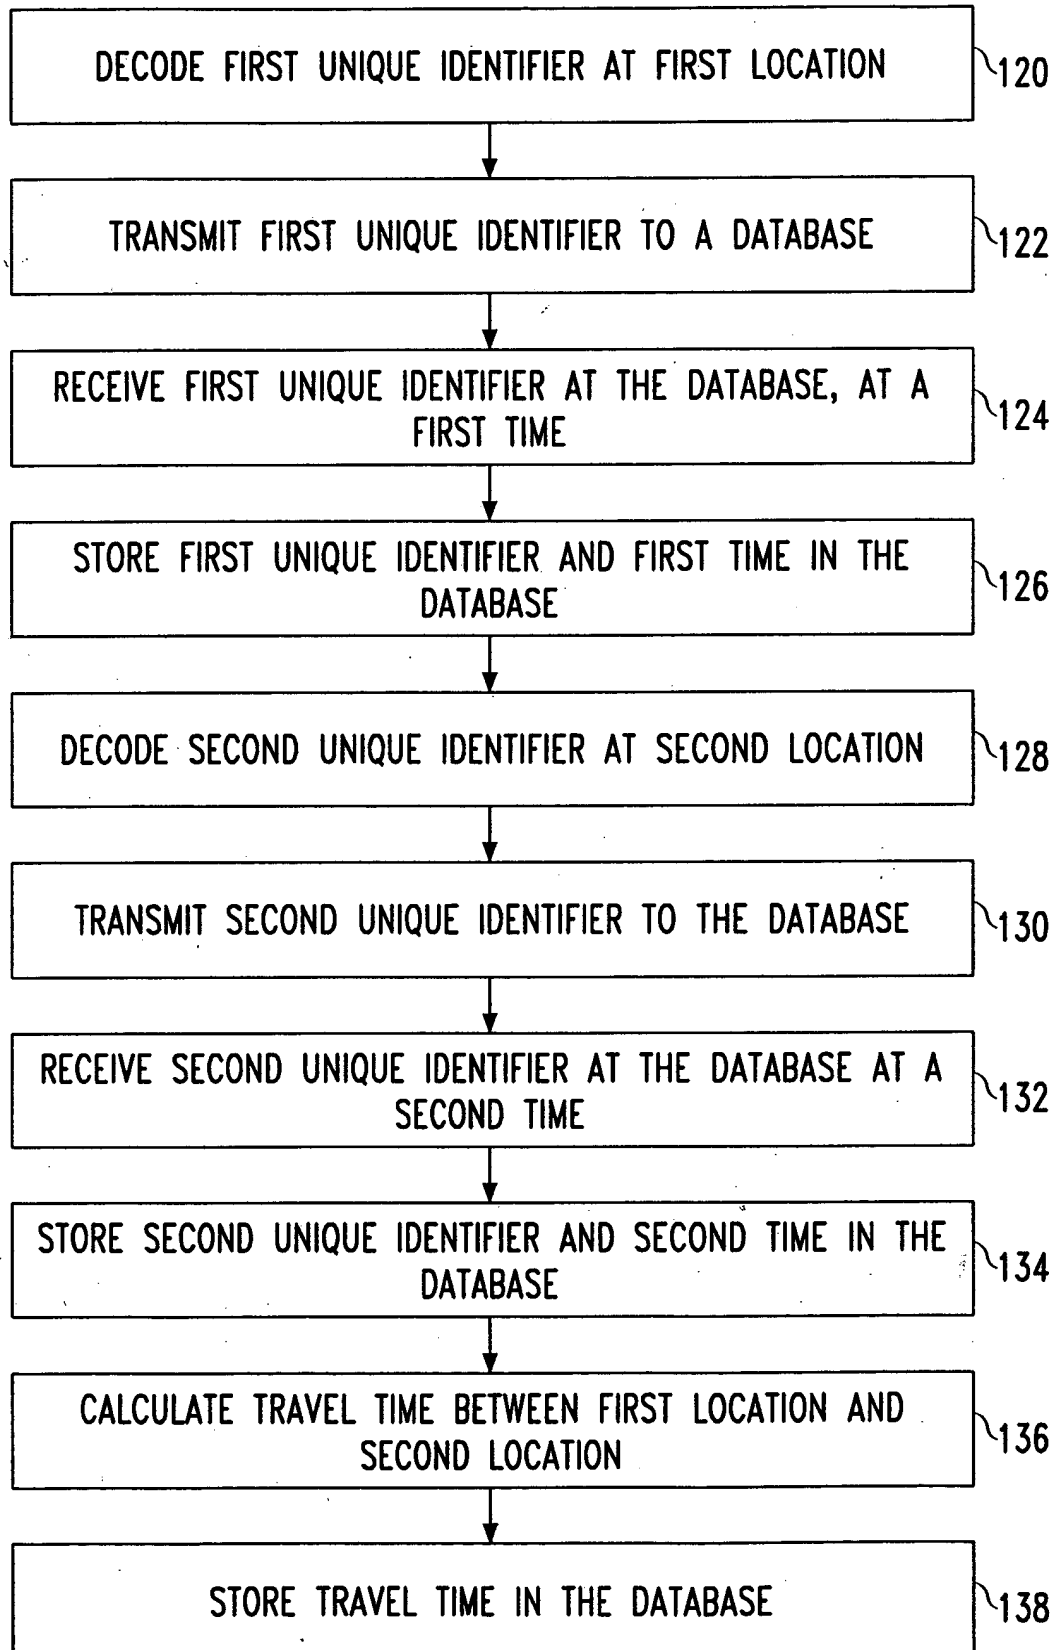 DECODE FIRST UNIQUE IDENTIFIER AT FIRST LOCATION
120
TRANSMIT FIRST UNIQUE IDENTIFIER TO A DATABASE
122
RECEIVE FIRST UNIQUE IDENTIFIER AT THE DATABASE, AT A
FIRST TIME
124
STORE FIRST UNIQUE IDENTIFIER AND FIRST TIME IN THE
DATABASE
126
DECODE SECOND UNIQUE IDENTIFIER AT SECOND LOCATION
128
TRANSMIT SECOND UNIQUE IDENTIFIER TO THE DATABASE
130
RECEIVE SECOND UNIQUE IDENTIFIER AT THE DATABASE AT A
SECOND TIME
132
STORE SECOND UNIQUE IDENTIFIER AND SECOND TIME IN THE
DATABASE
134
CALCULATE TRAVEL TIME BETWEEN FIRST LOCATION AND
SECOND LOCATION
136
STORE TRAVEL TIME IN THE DATABASE
138